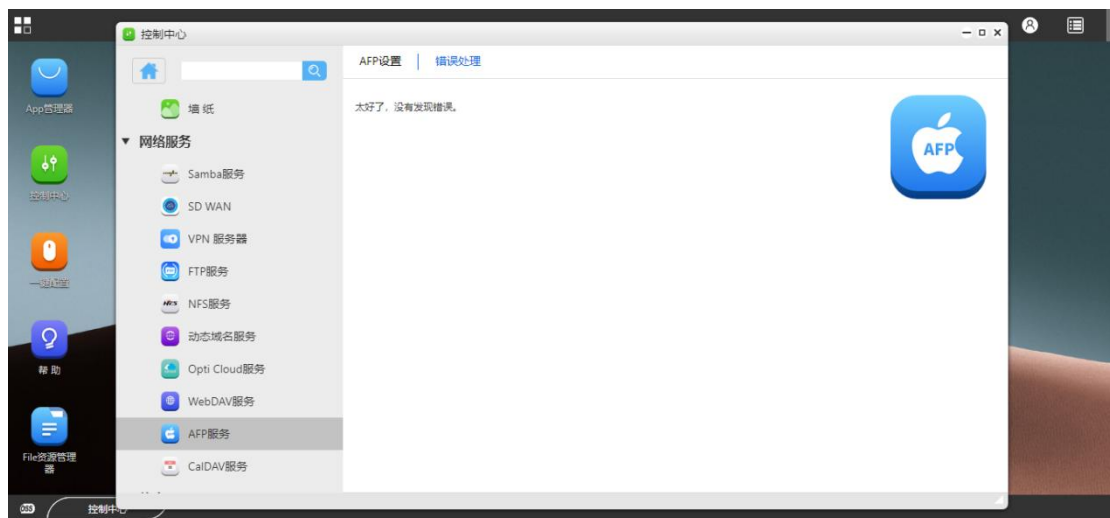 控制中心
AFP设置
错误处理
App管理器
墙 纸
太好了，没有发现错误。
网络服务
AFP
Samba服务
控制中心
SD WAN
VPN 服务器
FTP服务
一键配置
NFS服务
动态域名服务
帮 助
Opti Cloud服务
WebDAV服务
AFP服务
File资源管理
器
CalDAV服务
控制中心